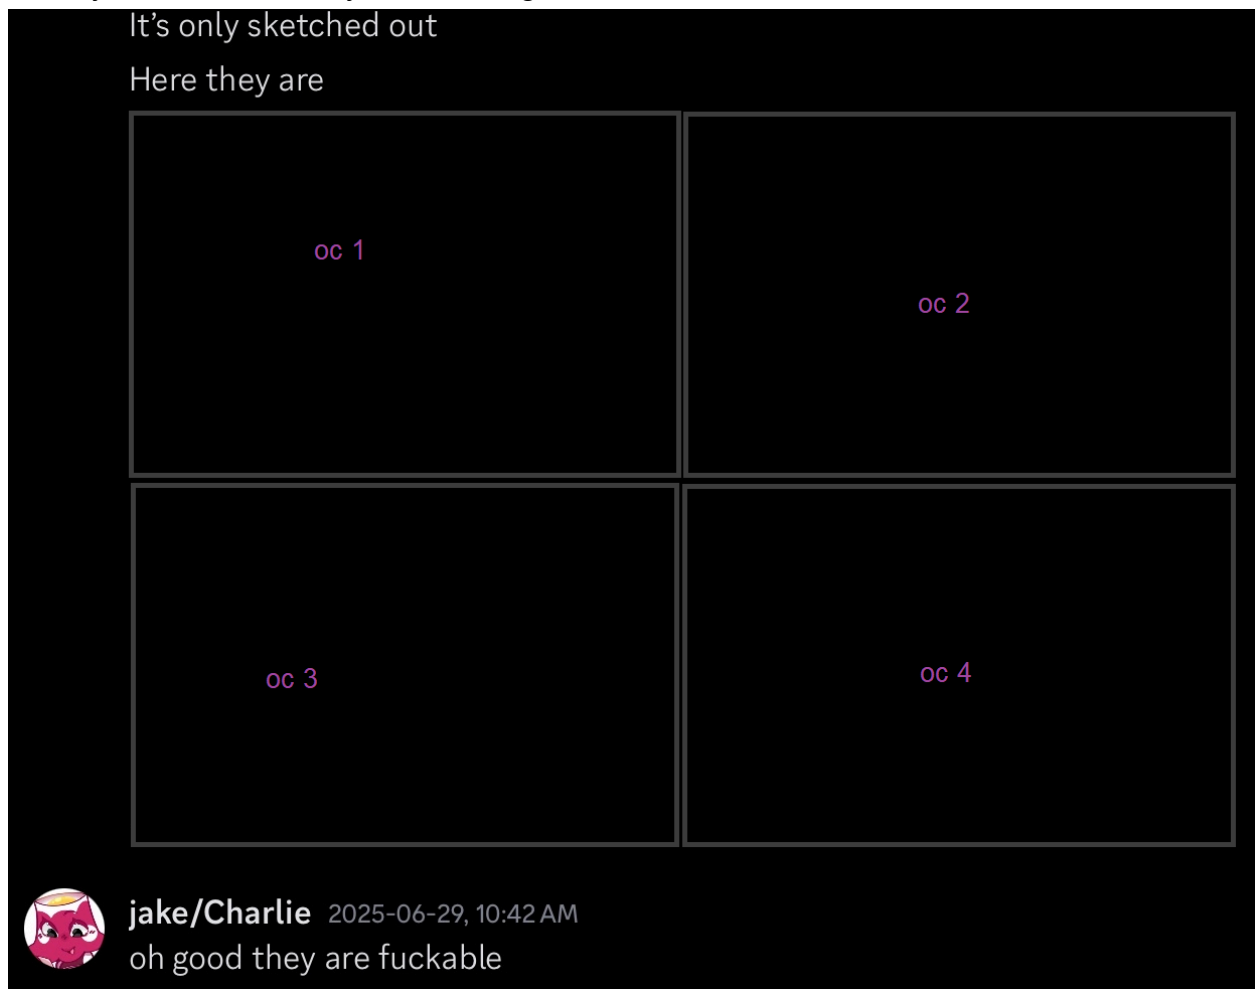 It's only sketched out
Here they are
oc 1
oc 2
oc 3
oc 4
jake/Charlie 2025-06-29, 10:42 AM
oh good they are fuckable